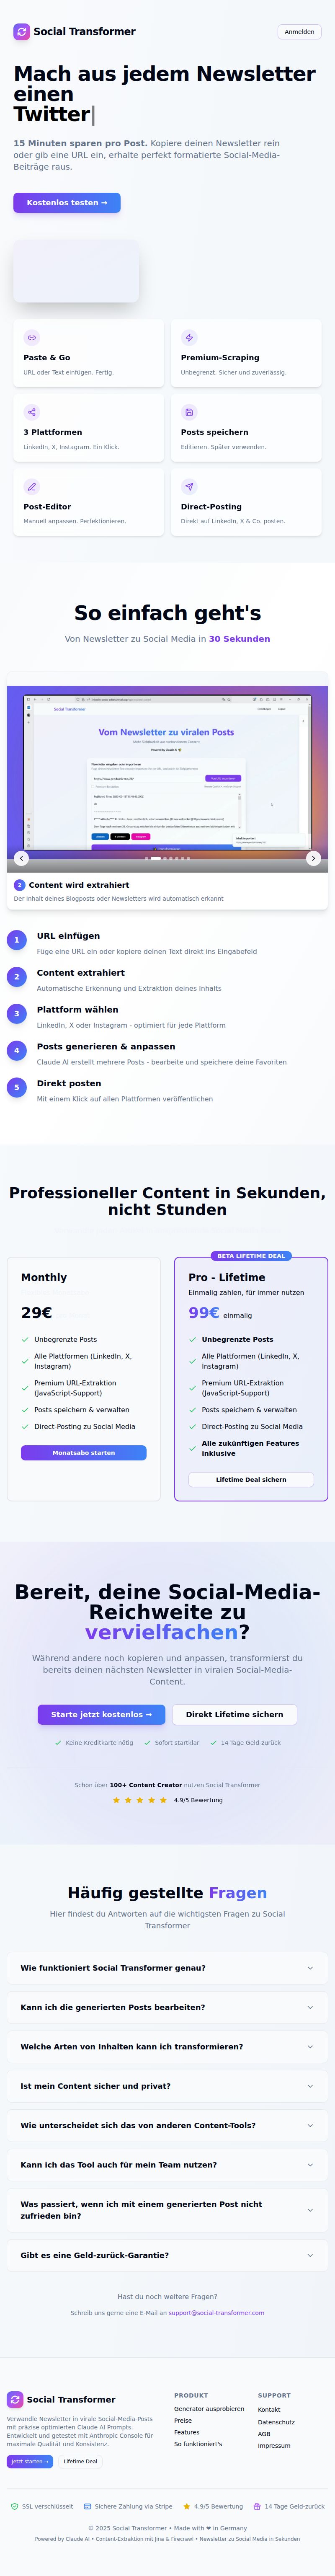 Social Transformer
Anmelden
Mach aus jedem Newsletter
einen
Twitter
15 Minuten sparen pro Post. Kopiere deinen Newsletter rein
oder gib eine URL ein, erhalte perfekt formatierte Social-Media-
Beiträge raus.
Kostenlos testen →
Paste & Go
URL oder Text einfügen. Fertig.
Premium-Scraping
Unbegrenzt. Sicher und zuverlässig.
3 Plattformen
LinkedIn, X, Instagram. Ein Klick.
Posts speichern
Editieren. Später verwenden.
Post-Editor
Manuell anpassen. Perfektionieren.
Direct-Posting
Direkt auf LinkedIn, X & Co. posten.
So einfach geht's
Von Newsletter zu Social Media in 30 Sekunden
Social Transformer
Vom Newsletter zu viralen Posts
2 Content wird extrahiert
Der Inhalt deines Blogposts oder Newsletters wird automatisch erkannt
1
URL einfügen
Füge eine URL ein oder kopiere deinen Text direkt ins Eingabefeld
2
Content extrahiert
Automatische Erkennung und Extraktion deines Inhalts
3
Plattform wählen
LinkedIn, X oder Instagram - optimiert für jede Plattform
4
Posts generieren & anpassen
Claude AI erstellt mehrere Posts - bearbeite und speichere deine Favoriten
5
Direkt posten
Mit einem Klick auf allen Plattformen veröffentlichen
Professioneller Content in Sekunden,
nicht Stunden
Monthly
29€
Unbegrenzte Posts
Alle Plattformen (LinkedIn, X,
Instagram)
Premium URL-Extraktion
(JavaScript-Support)
Posts speichern & verwalten
Direct-Posting zu Social Media
Monatsabo starten
BETA LIFETIME DEAL
Pro - Lifetime
Einmalig zahlen, für immer nutzen
99€ einmalig
Unbegrenzte Posts
Alle Plattformen (LinkedIn, X,
Instagram)
Premium URL-Extraktion
(JavaScript-Support)
Posts speichern & verwalten
Direct-Posting zu Social Media
Alle zukünftigen Features
inklusive
Lifetime Deal sichern
Bereit, deine Social-Media-
Reichweite zu
vervielfachen?
Während andere noch kopieren und anpassen, transformierst du
bereits deinen nächsten Newsletter in viralen Social-Media-
Content.
Starte jetzt kostenlos →
Direkt Lifetime sichern
Keine Kreditkarte nötig
Sofort startklar
14 Tage Geld-zurück
Schon über 100+ Content Creator nutzen Social Transformer
4.9/5 Bewertung
Häufig gestellte Fragen
Hier findest du Antworten auf die wichtigsten Fragen zu Social
Transformer
Wie funktioniert Social Transformer genau?
Kann ich die generierten Posts bearbeiten?
Welche Arten von Inhalten kann ich transformieren?
Ist mein Content sicher und privat?
Wie unterscheidet sich das von anderen Content-Tools?
Kann ich das Tool auch für mein Team nutzen?
Was passiert, wenn ich mit einem generierten Post nicht
zufrieden bin?
Gibt es eine Geld-zurück-Garantie?
Hast du noch weitere Fragen?
Schreib uns gerne eine E-Mail an support@social-transformer.com
Social Transformer
Verwandle Newsletter in virale Social-Media-Posts
mit präzise optimierten Claude AI Prompts.
Entwickelt und getestet mit Anthropic Console für
maximale Qualität und Konsistenz.
Jetzt starten →
Lifetime Deal
PRODUKT
Generator ausprobieren
Preise
Features
So funktioniert's
SUPPORT
Kontakt
Datenschutz
AGB
Impressum
SSL verschlüsselt
Sichere Zahlung via Stripe
4.9/5 Bewertung
14 Tage Geld-zurück
© 2025 Social Transformer • Made with ❤ in Germany
Powered by Claude AI • Content-Extraktion mit Jina & Firecrawl • Newsletter zu Social Media in Sekunden